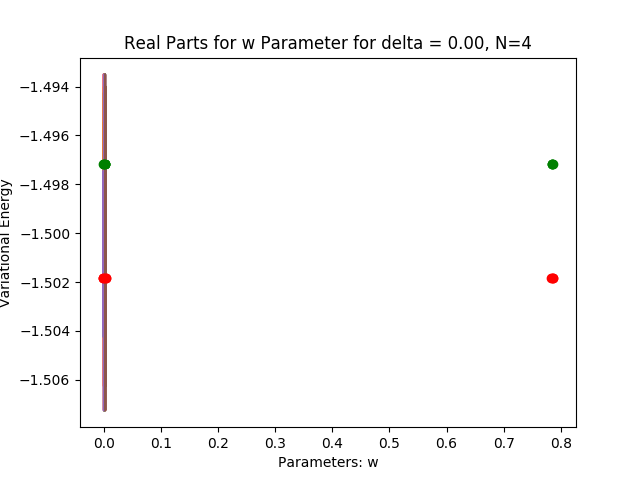 Real Parts for w Parameter for delta = 0.00, N=4
Variational Energy
−1.494
−1.496
−1.498
−1.500
−1.502
−1.504
−1.506
0.0 0.1 0.2 0.3 0.4 0.5 0.6 0.7 0.8
Parameters: w